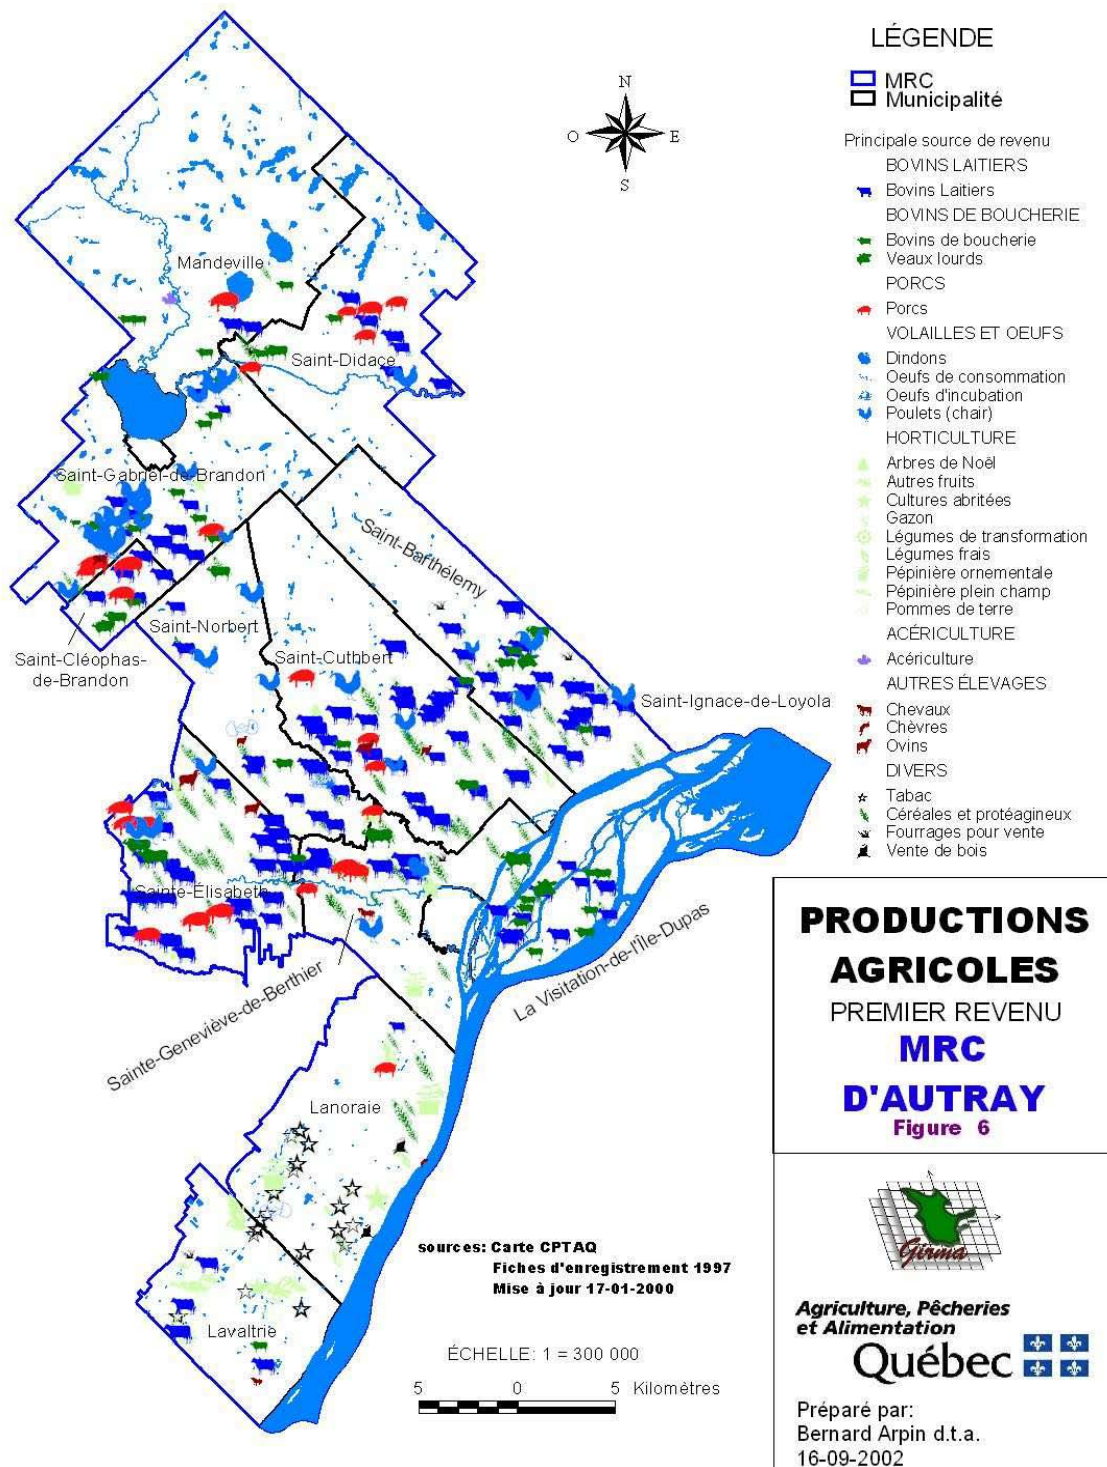 LÉGENDE
MRC
Municipalité
Principale source de revenu
BOVINS LAITIERS
Bovins Laitiers
BOVINS DE BOUCHERIE
Bovins de boucherie
Veaux lourds
PORCS
Porcs
VOLAILLES ET OEUFS
Dindons
Oeufs de consommation
Oeufs d'incubation
Poulets (chair)
HORTICULTURE
Arbres de Noël
Autres fruits
Cultures abritées
Gazon
Légumes de transformation
Légumes frais
Pépinière ornementale
Pépinière plein champ
Pommes de terre
ACÉRICULTURE
Acériculture
AUTRES ÉLEVAGES
Chevaux
Chèvres
Ovins
DIVERS
Tabac
Céréales et protéagineux
Fourrages pour vente
Vente de bois
N
O
E
S
Mandeville
Saint-Didace
Saint-Gabriel-de-Brandon
Saint-Barthélemy
Saint-Norbert
Saint-Cléophas-
de-Brandon
Saint-Cuthbert
Saint-Ignace-de-Loyola
Sainte-Élisabeth
Sainte-Geneviève-de-Berthier
La Visitation-de-l'Île-Dupas
Lanoraie
Lavaltrie
sources: Carte CPTAQ
Fiches d'enregistrement 1997
Mise à jour 17-01-2000
ÉCHELLE: 1 = 300 000
5 0 5 Kilomètres
PRODUCTIONS
AGRICOLES
PREMIER REVENU
MRC
D'AUTRAY
Figure 6
Girma
Agriculture, Pêcheries
et Alimentation
Québec
Préparé par:
Bernard Arpin d.t.a.
16-09-2002